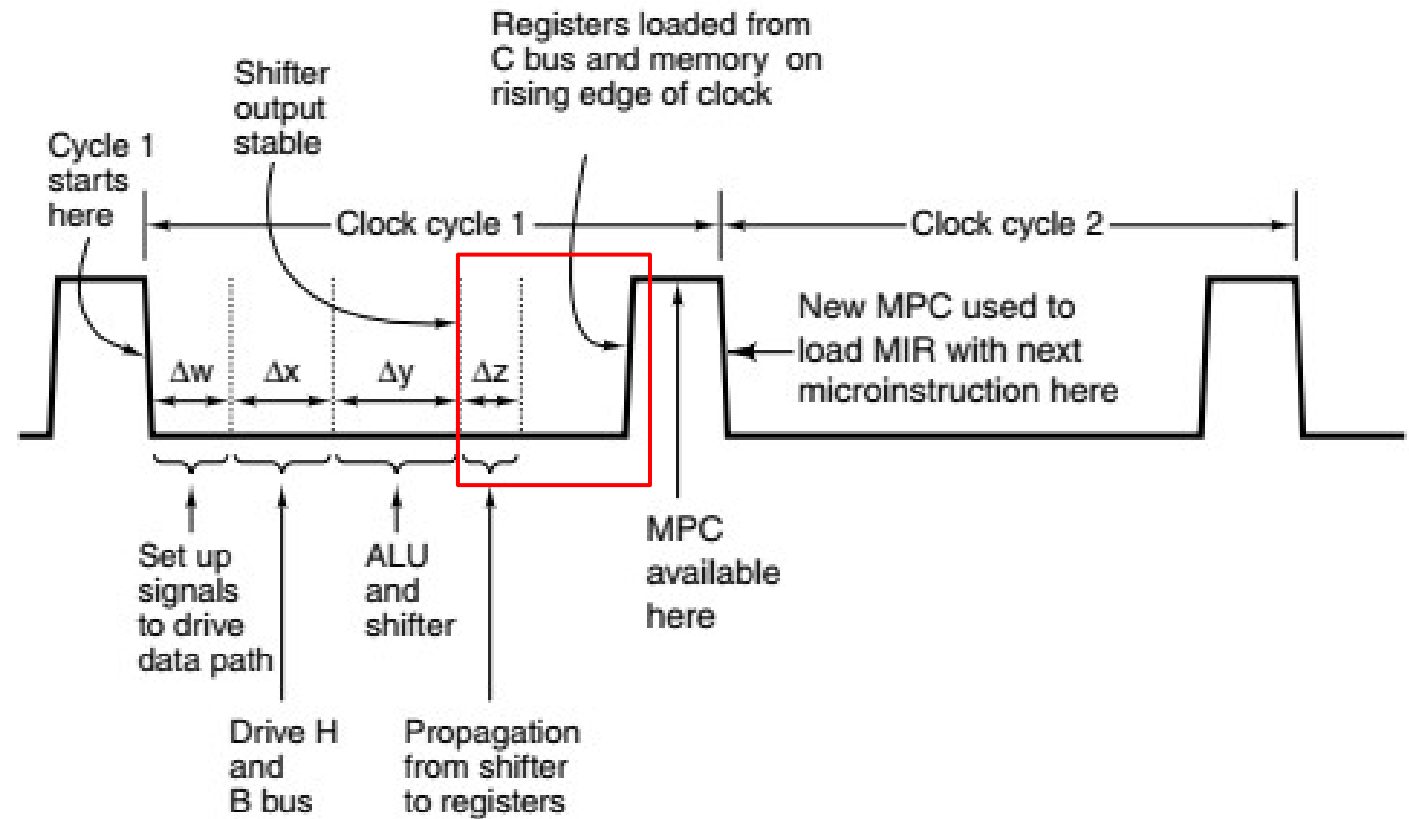 Registers loaded from
C bus and memory on
rising edge of clock
Shifter
output
stable
Cycle 1
starts
here
Clock cycle 1
Clock cycle 2
New MPC used to
load MIR with next
microinstruction here
Δw
Δx
Δy
Δz
Set up
signals
to drive
data path
ALU
and
shifter
MPC
available
here
Drive H
and
B bus
Propagation
from shifter
to registers